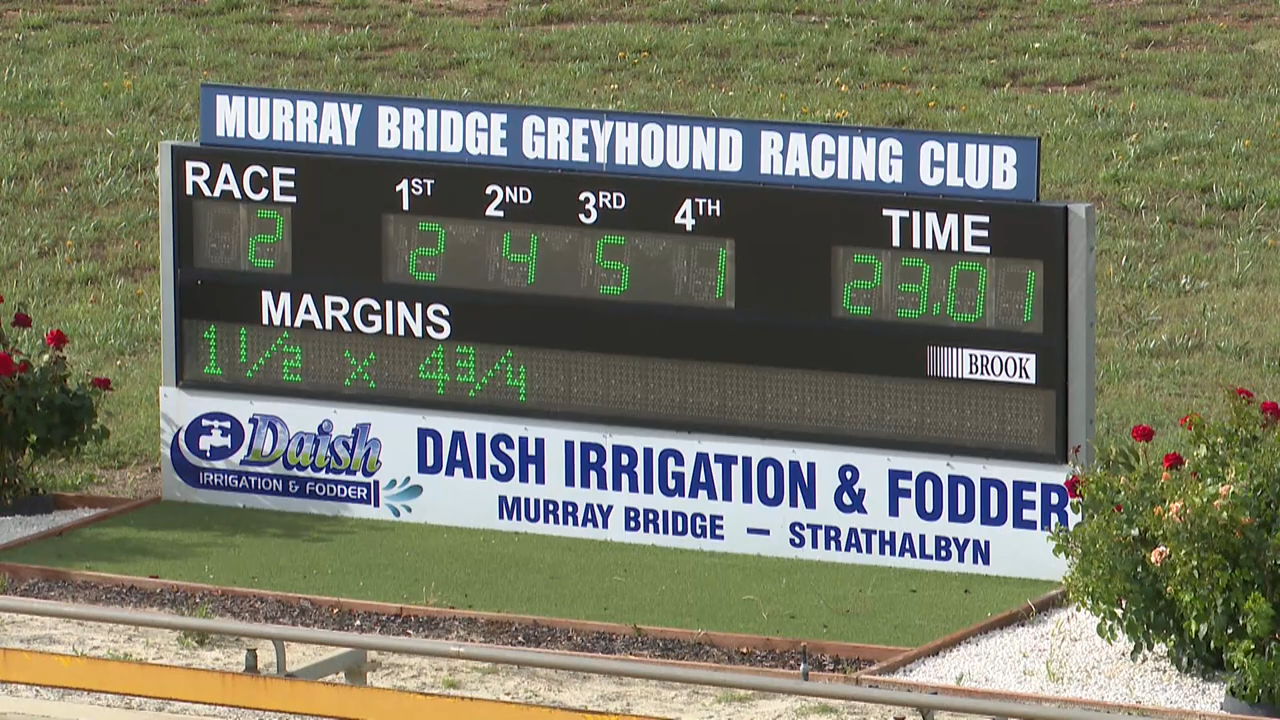 MURRAY BRIDGE GREYHOUND RACING CLUB
RACE 1ST 2ND 3RD 4TH TIME
2 2 4 5 1 23.01
MARGINS
1 1/2 x 4 3/4
BROOK
Daish
IRRIGATION & FODDER
DAISH IRRIGATION & FODDER
MURRAY BRIDGE – STRATHALBYN